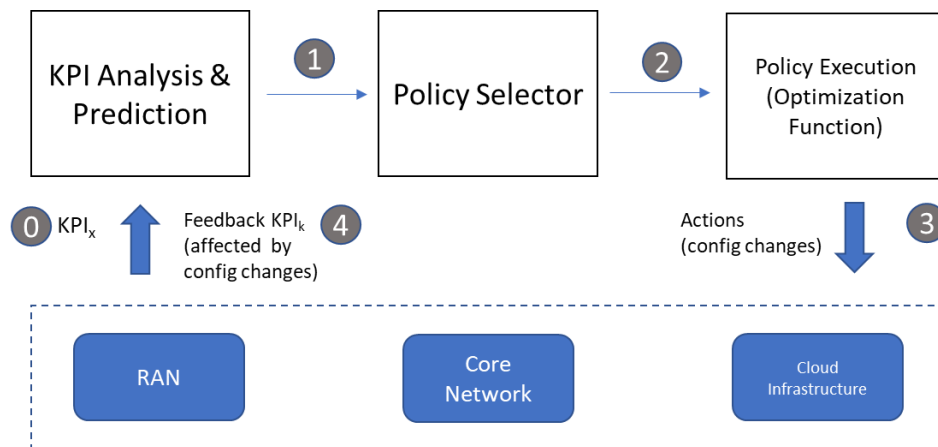 KPI Analysis &
Prediction
1
Policy Selector
2
Policy Execution
(Optimization
Function)
0
KPIx
Feedback KPIk
(affected by
config changes)
4
Actions
(config changes)
3
RAN
Core
Network
Cloud
Infrastructure